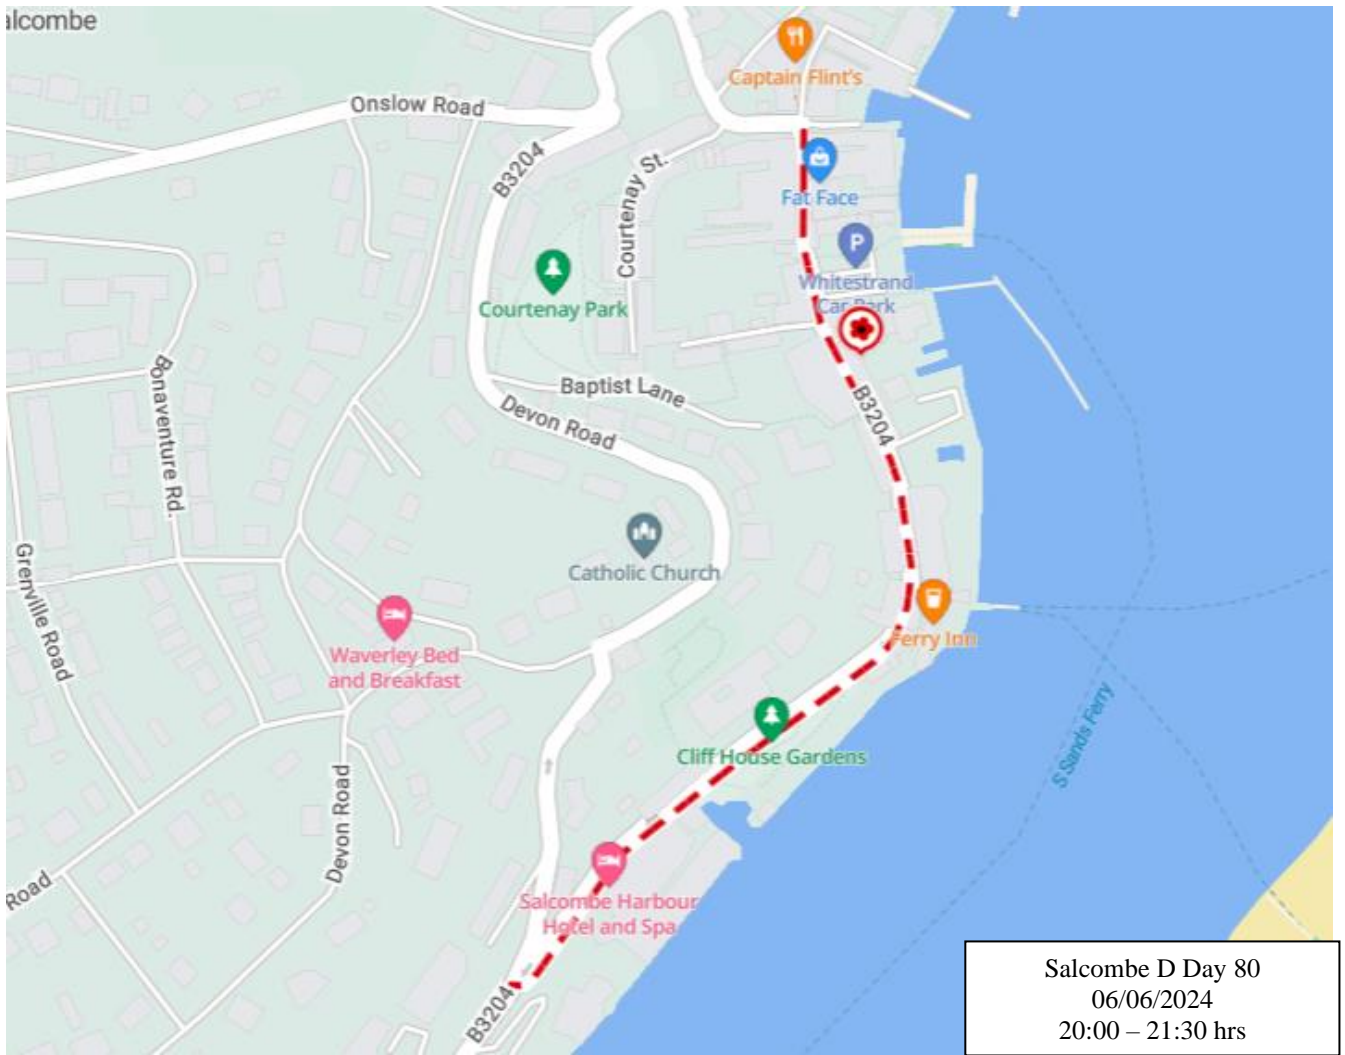 alcombe
Captain Flint's
Onslow Road
B3204
Courtenay St.
Fat Face
P
Whitestrand
Car Park
Courtenay Park
Bonaventure Rd.
Baptist Lane
Devon Road
B3204
Grenville Road
Catholic Church
Ferry Inn
Waverley Bed
and Breakfast
S Sands Ferry
Cliff House Gardens
Devon Road
Road
Salcombe Harbour
Hotel and Spa
B3204
Salcombe D Day 80
06/06/2024
20:00 – 21:30 hrs